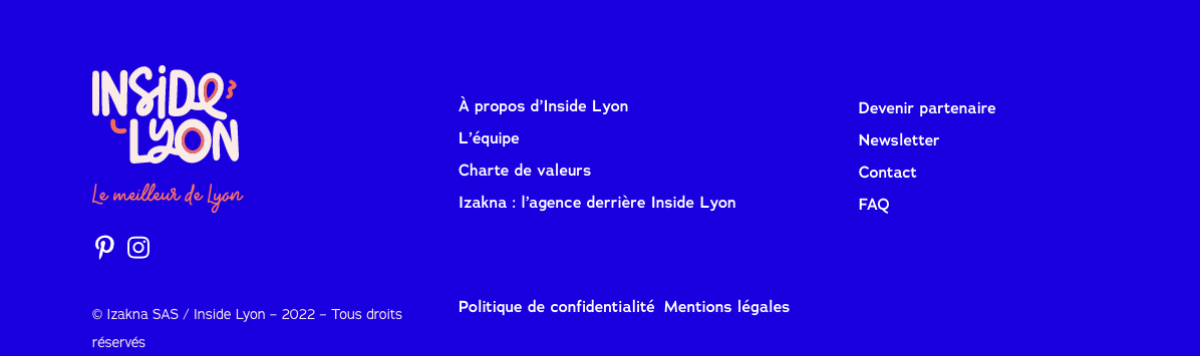 INSIDE
LYON
Le meilleur de Lyon
© Izakna SAS / Inside Lyon – 2022 – Tous droits
réservés
À propos d’Inside Lyon
L’équipe
Charte de valeurs
Izakna : l’agence derrière Inside Lyon
Politique de confidentialité Mentions légales
Devenir partenaire
Newsletter
Contact
FAQ